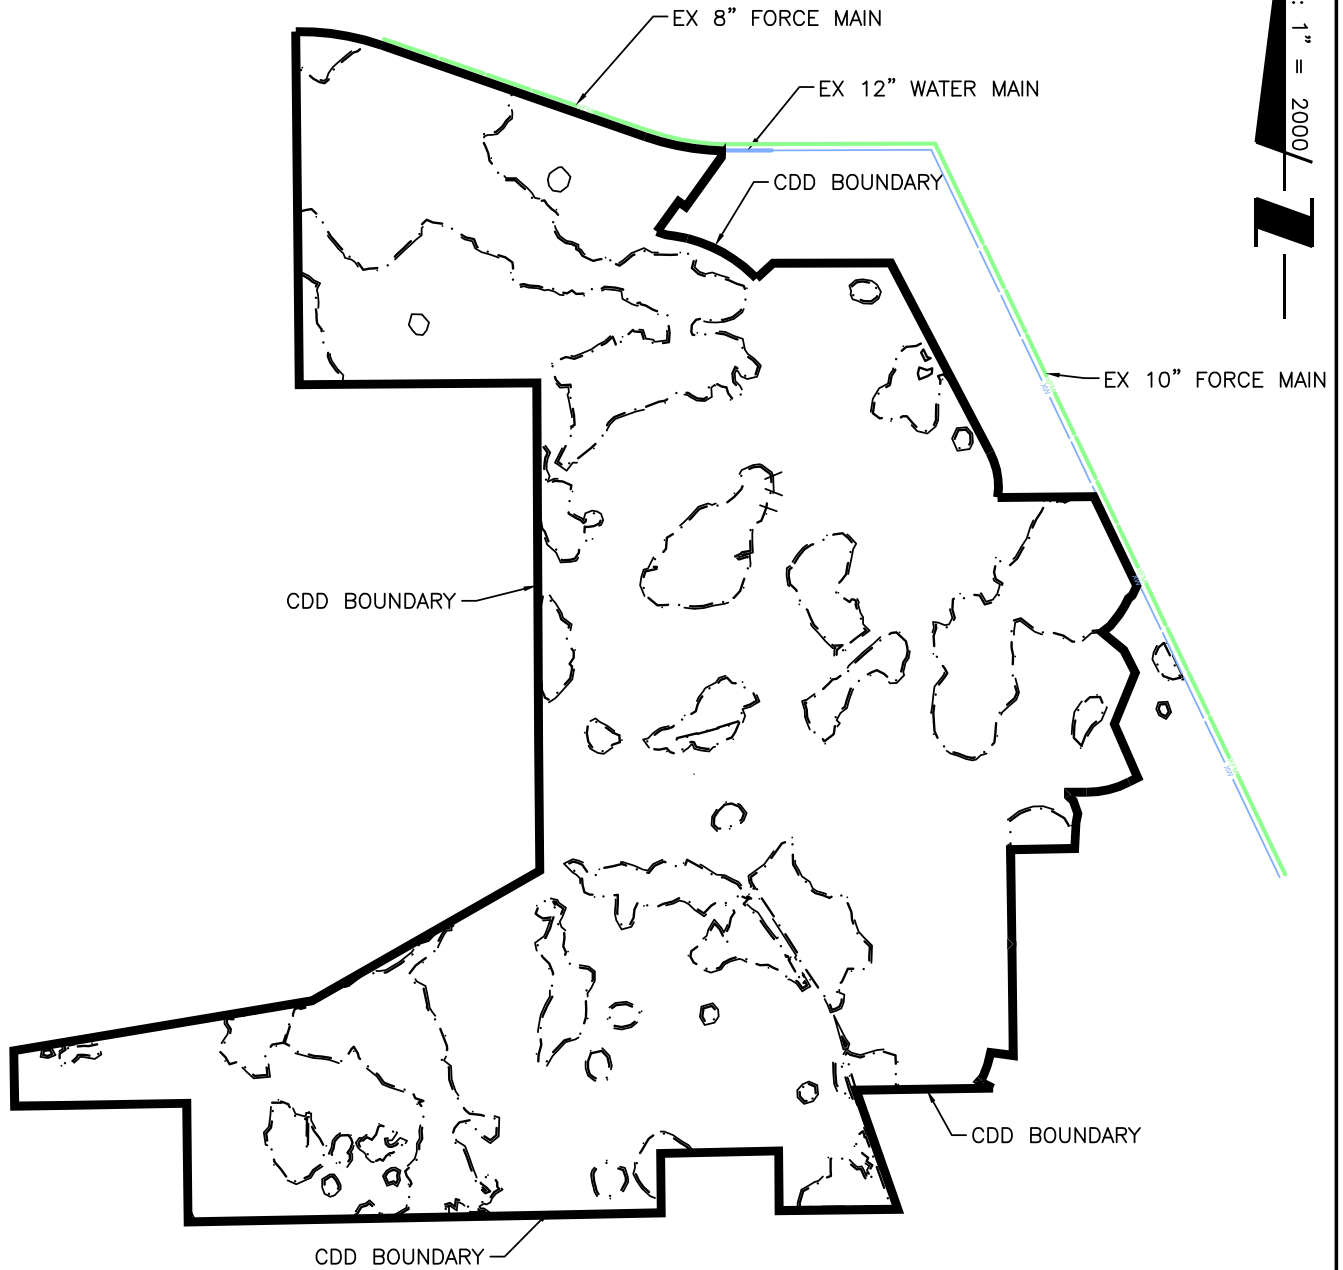 EX 8" FORCE MAIN
: 1" = 2000
EX 12" WATER MAIN
CDD BOUNDARY
EX 10" FORCE MAIN
CDD BOUNDARY
CDD BOUNDARY
CDD BOUNDARY